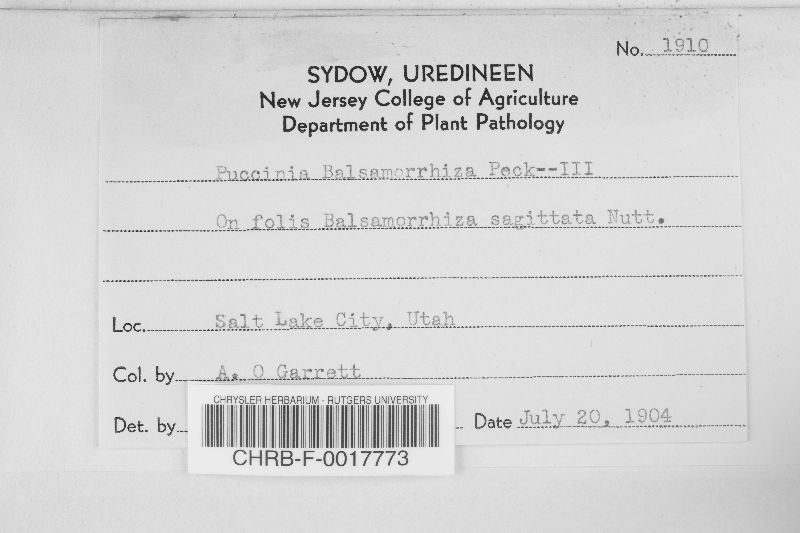 No. 1910
SYDOW, UREDINEEN
New Jersey College of Agriculture
Department of Plant Pathology
Puccinia Balsamorrhiza Peck--III
On folis Balsamorrhiza sagittata Nutt.
Loc. Salt Lake City, Utah
Col. by A. O Garrett
Det. by
Date July 20, 1904
CHRYSLER HERBARIUM - RUTGERS UNIVERSITY
CHRB-F-0017773